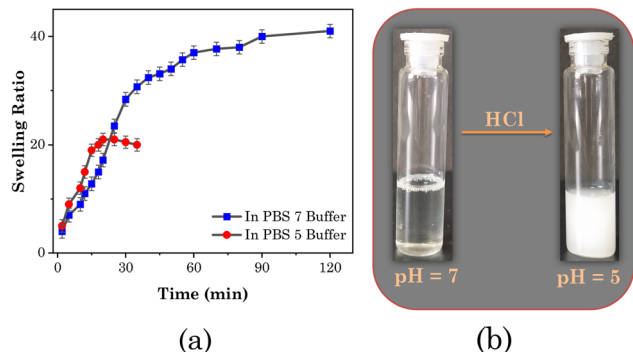 40
20
0
0
30
60
90
120
Swelling Ratio
Time (min)
In PBS 7 Buffer
In PBS 5 Buffer
(a)
HCl
pH = 7
pH = 5
(b)